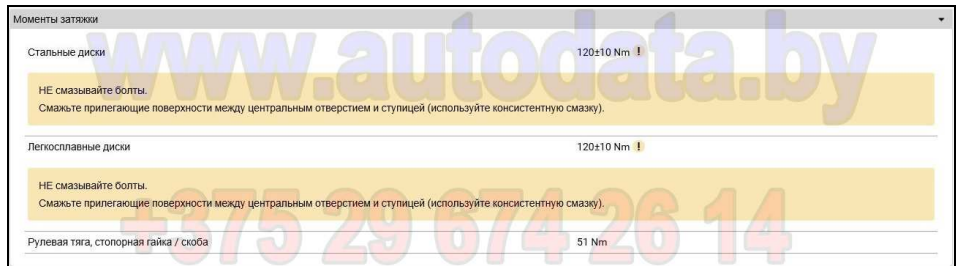 Моменты затяжки
www.autodata.by
Стальные диски 120±10 Nm !
НЕ смазывайте болты.
Смажьте прилегающие поверхности между центральным отверстием и ступицей (используйте консистентную смазку).
Легкосплавные диски 120±10 Nm !
НЕ смазывайте болты.
Смажьте прилегающие поверхности между центральным отверстием и ступицей (используйте консистентную смазку).
+375 29 674 26 14
Рулевая тяга, стопорная гайка / скоба 51 Nm